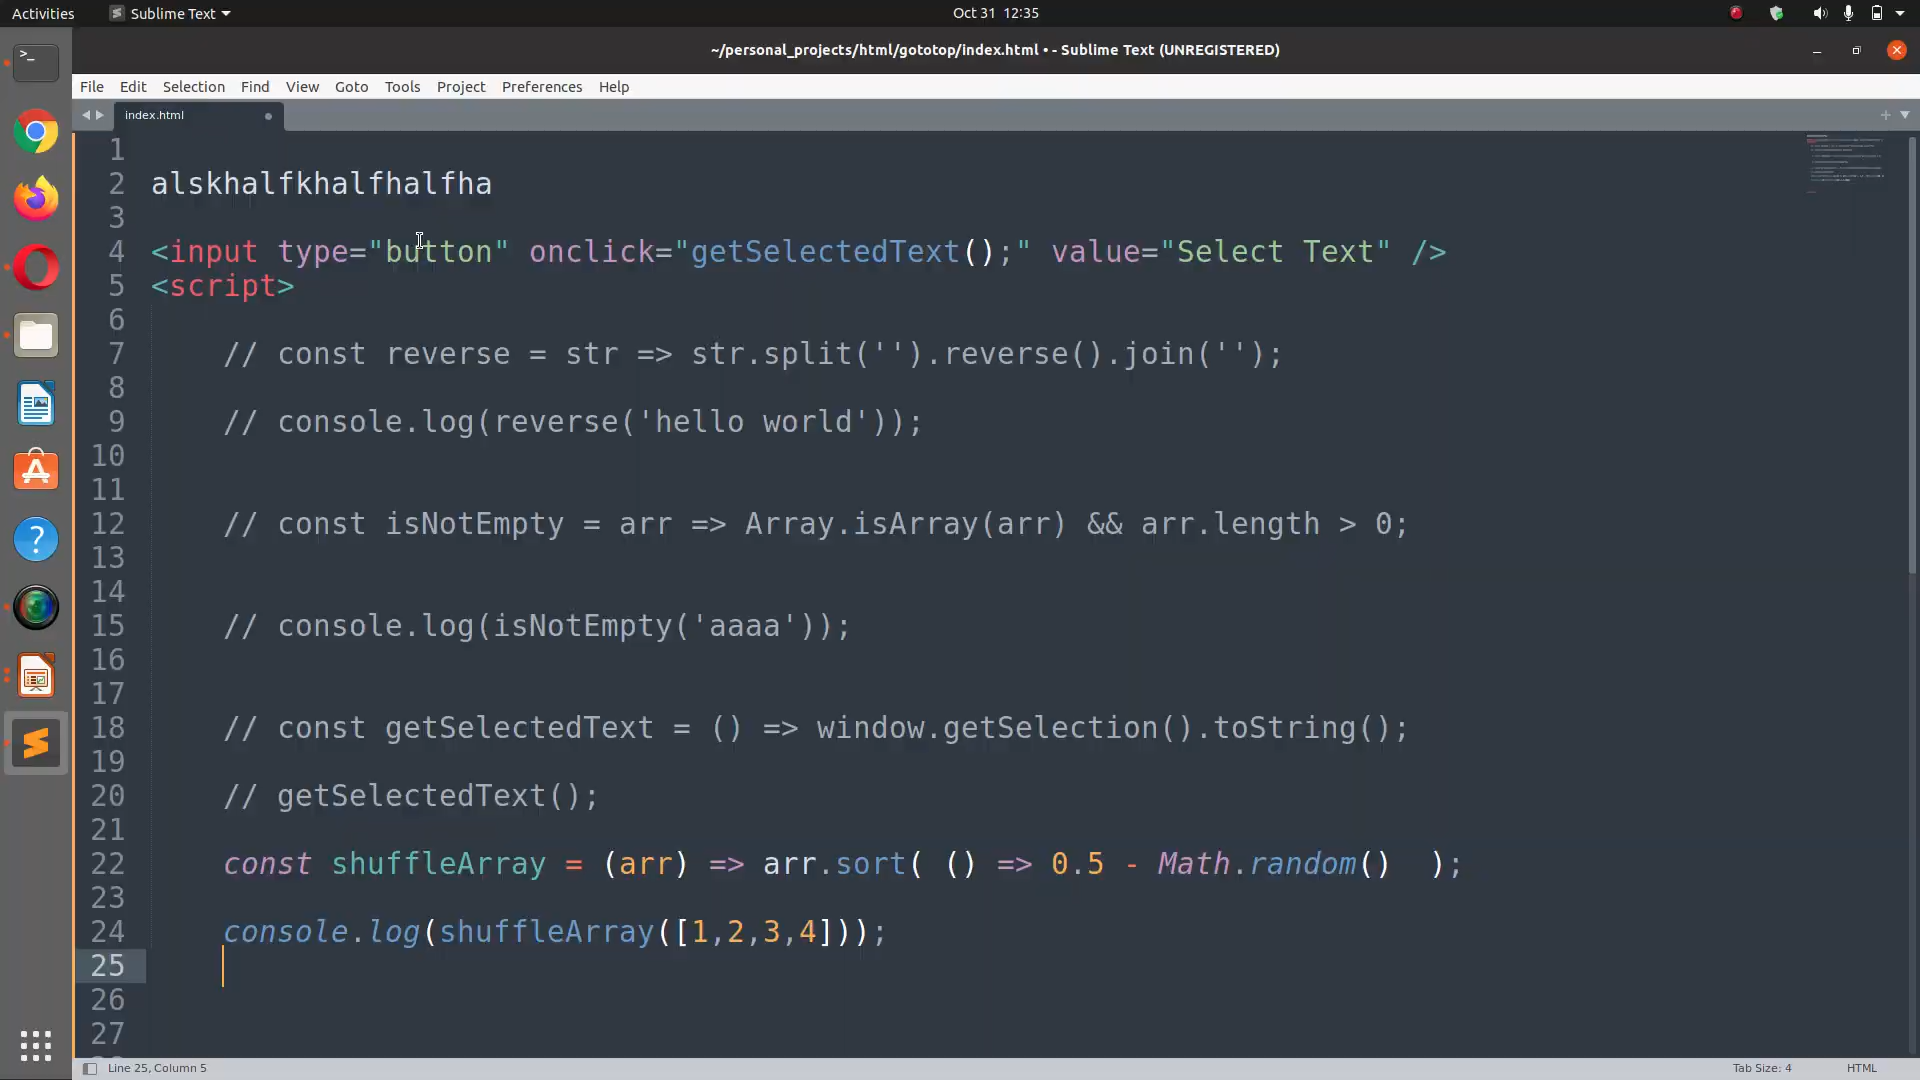 Activities Sublime Text Oct 31 12:35
~/personal_projects/html/gototop/index.html • - Sublime Text (UNREGISTERED)
File Edit Selection Find View Goto Tools Project Preferences Help
index.html
1
2 alskhalfkhalfhalfha
3
4 <input type="button" onclick="getSelectedText();" value="Select Text" />
5 <script>
6
7 // const reverse = str => str.split('').reverse().join('');
8
9 // console.log(reverse('hello world'));
10
11
12 // const isNotEmpty = arr => Array.isArray(arr) && arr.length > 0;
13
14
15 // console.log(isNotEmpty('aaaa'));
16
17
18 // const getSelectedText = () => window.getSelection().toString();
19
20 // getSelectedText();
21
22 const shuffleArray = (arr) => arr.sort( () => 0.5 - Math.random()  );
23
24 console.log(shuffleArray([1,2,3,4]));
25
26
27
Line 25, Column 5 Tab Size: 4 HTML